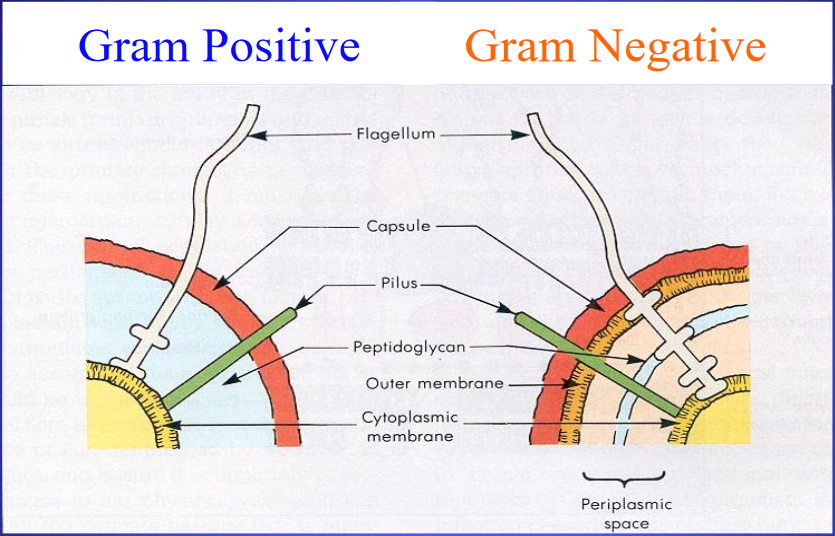 Gram Positive
Gram Negative
Flagellum
Capsule
Pilus
Peptidoglycan
Outer membrane
Cytoplasmic
membrane
Periplasmic
space